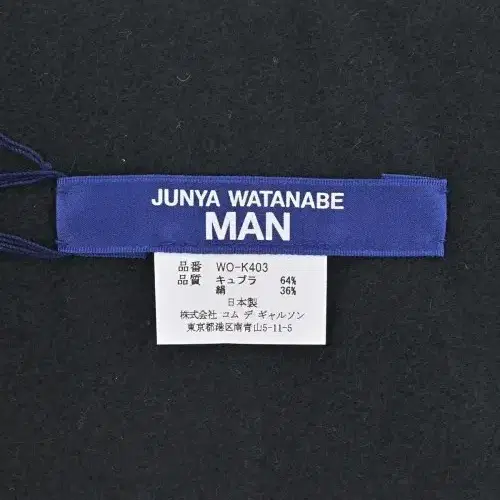 JUNYA WATANABE
MAN
品番 WO-K403
品質 キュプラ 64%
絹 36%
日本製
株式会社 コム デ ギャルソン
東京都港区南青山5-11-5